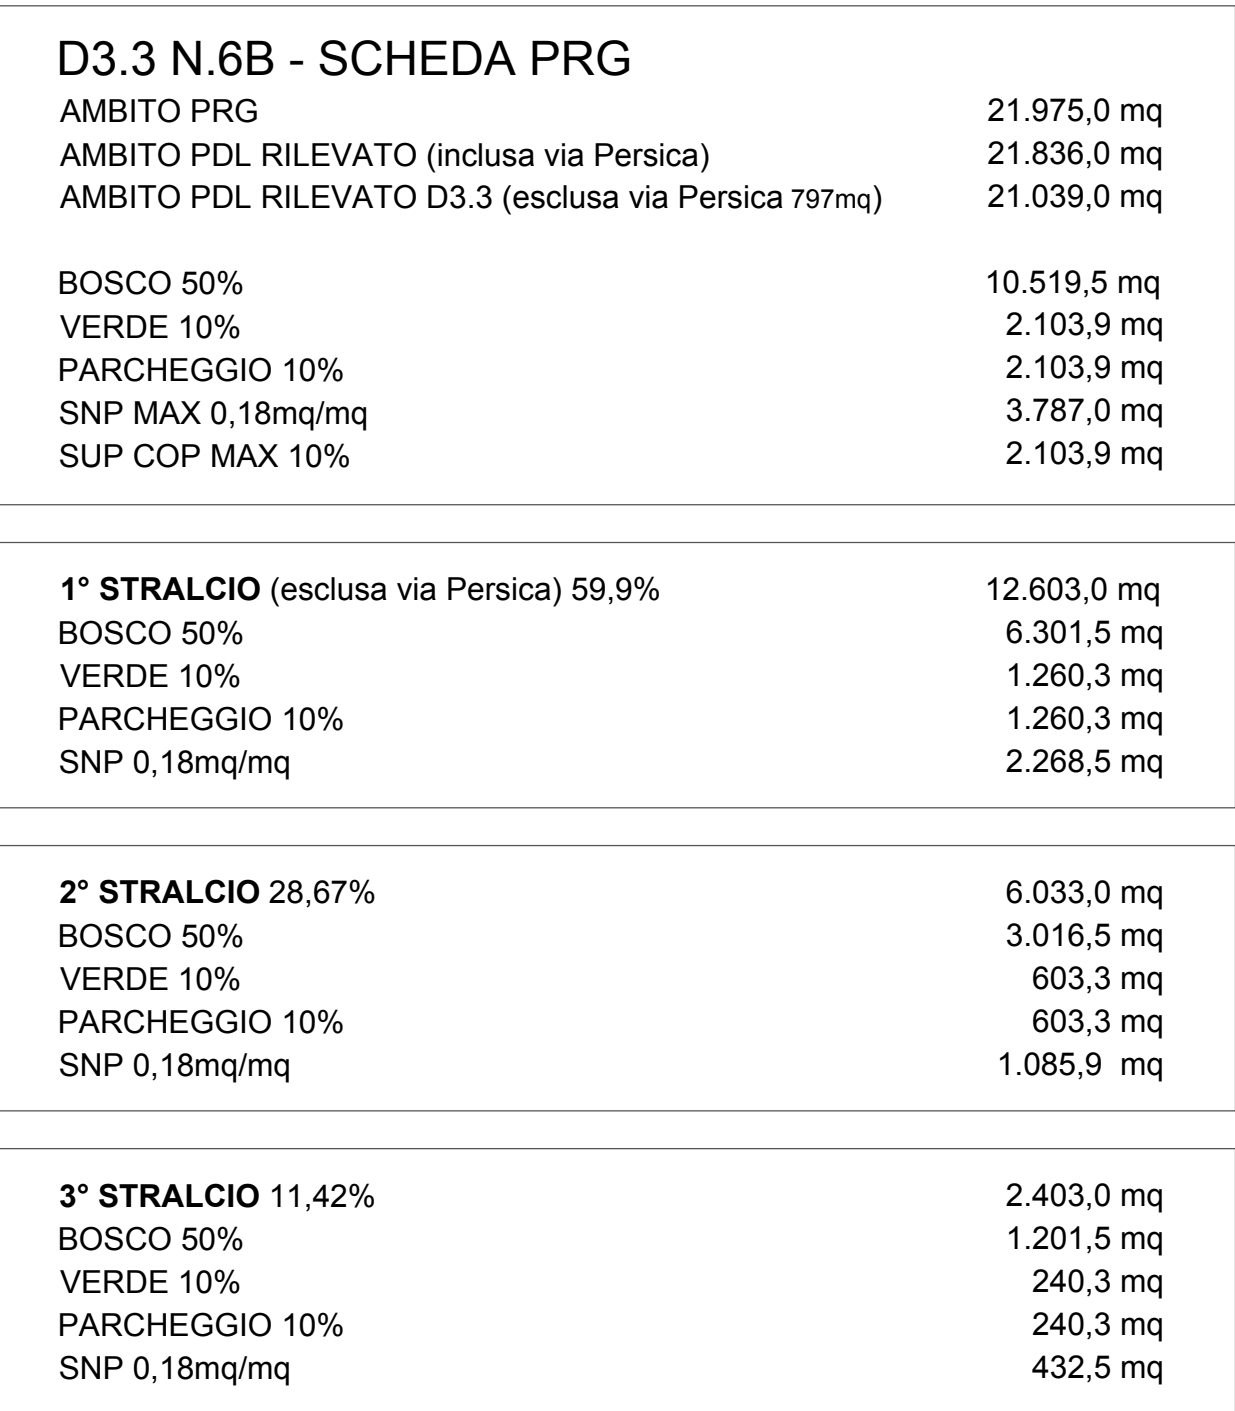 D3.3 N.6B - SCHEDA PRG
AMBITO PRG 21.975,0 mq
AMBITO PDL RILEVATO (inclusa via Persica) 21.836,0 mq
AMBITO PDL RILEVATO D3.3 (esclusa via Persica 797mq) 21.039,0 mq
BOSCO 50% 10.519,5 mq
VERDE 10% 2.103,9 mq
PARCHEGGIO 10% 2.103,9 mq
SNP MAX 0,18mq/mq 3.787,0 mq
SUP COP MAX 10% 2.103,9 mq
1° STRALCIO (esclusa via Persica) 59,9% 12.603,0 mq
BOSCO 50% 6.301,5 mq
VERDE 10% 1.260,3 mq
PARCHEGGIO 10% 1.260,3 mq
SNP 0,18mq/mq 2.268,5 mq
2° STRALCIO 28,67% 6.033,0 mq
BOSCO 50% 3.016,5 mq
VERDE 10% 603,3 mq
PARCHEGGIO 10% 603,3 mq
SNP 0,18mq/mq 1.085,9 mq
3° STRALCIO 11,42% 2.403,0 mq
BOSCO 50% 1.201,5 mq
VERDE 10% 240,3 mq
PARCHEGGIO 10% 240,3 mq
SNP 0,18mq/mq 432,5 mq